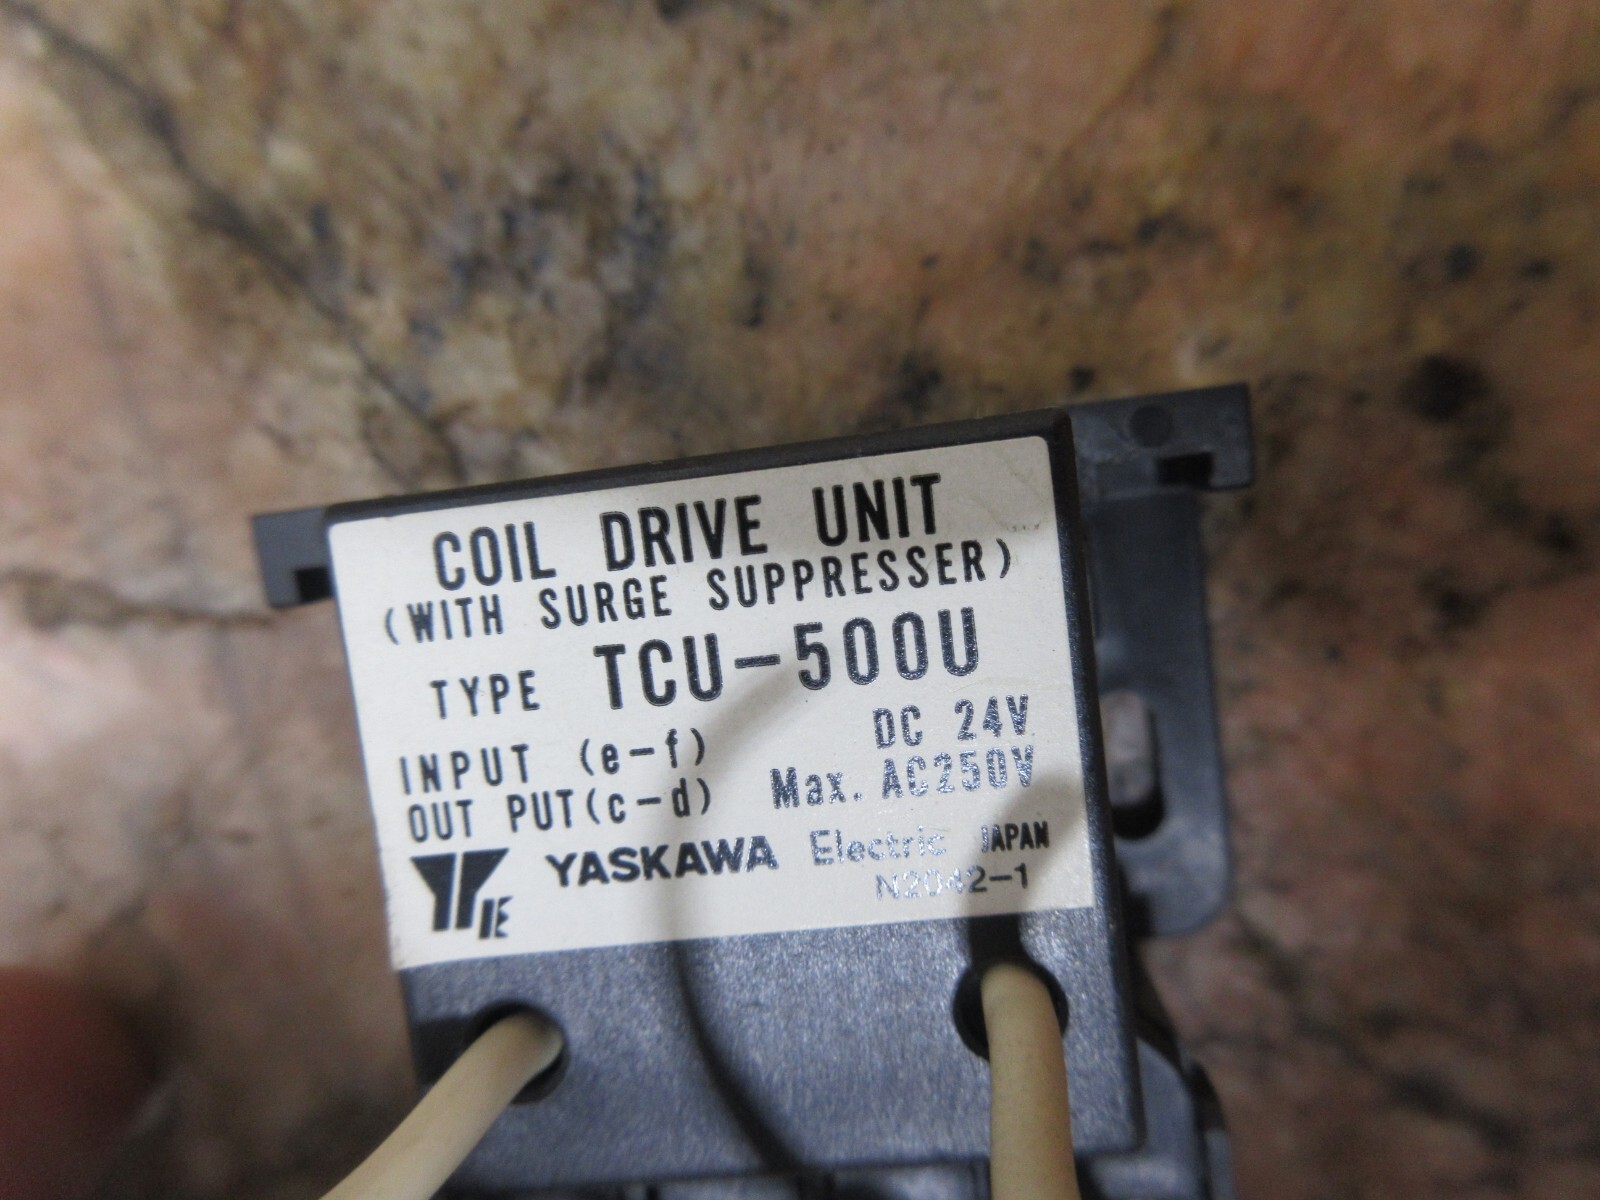 COIL DRIVE UNIT
(WITH SURGE SUPPRESSER)
TYPE TCU-500U
INPUT (e-f) DC 24V
OUT PUT(c-d) Max. AC250V
YE YASKAWA Electric JAPAN
N2042-1